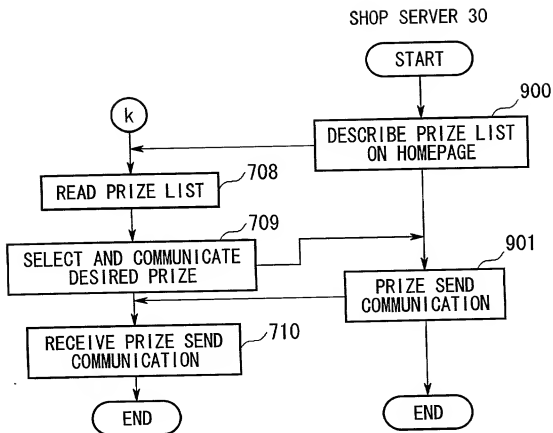 SHOP SERVER 30
START
900
k
DESCRIBE PRIZE LIST
ON HOMEPAGE
708
READ PRIZE LIST
709
SELECT AND COMMUNICATE
DESIRED PRIZE
901
PRIZE SEND
COMMUNICATION
710
RECEIVE PRIZE SEND
COMMUNICATION
END
END